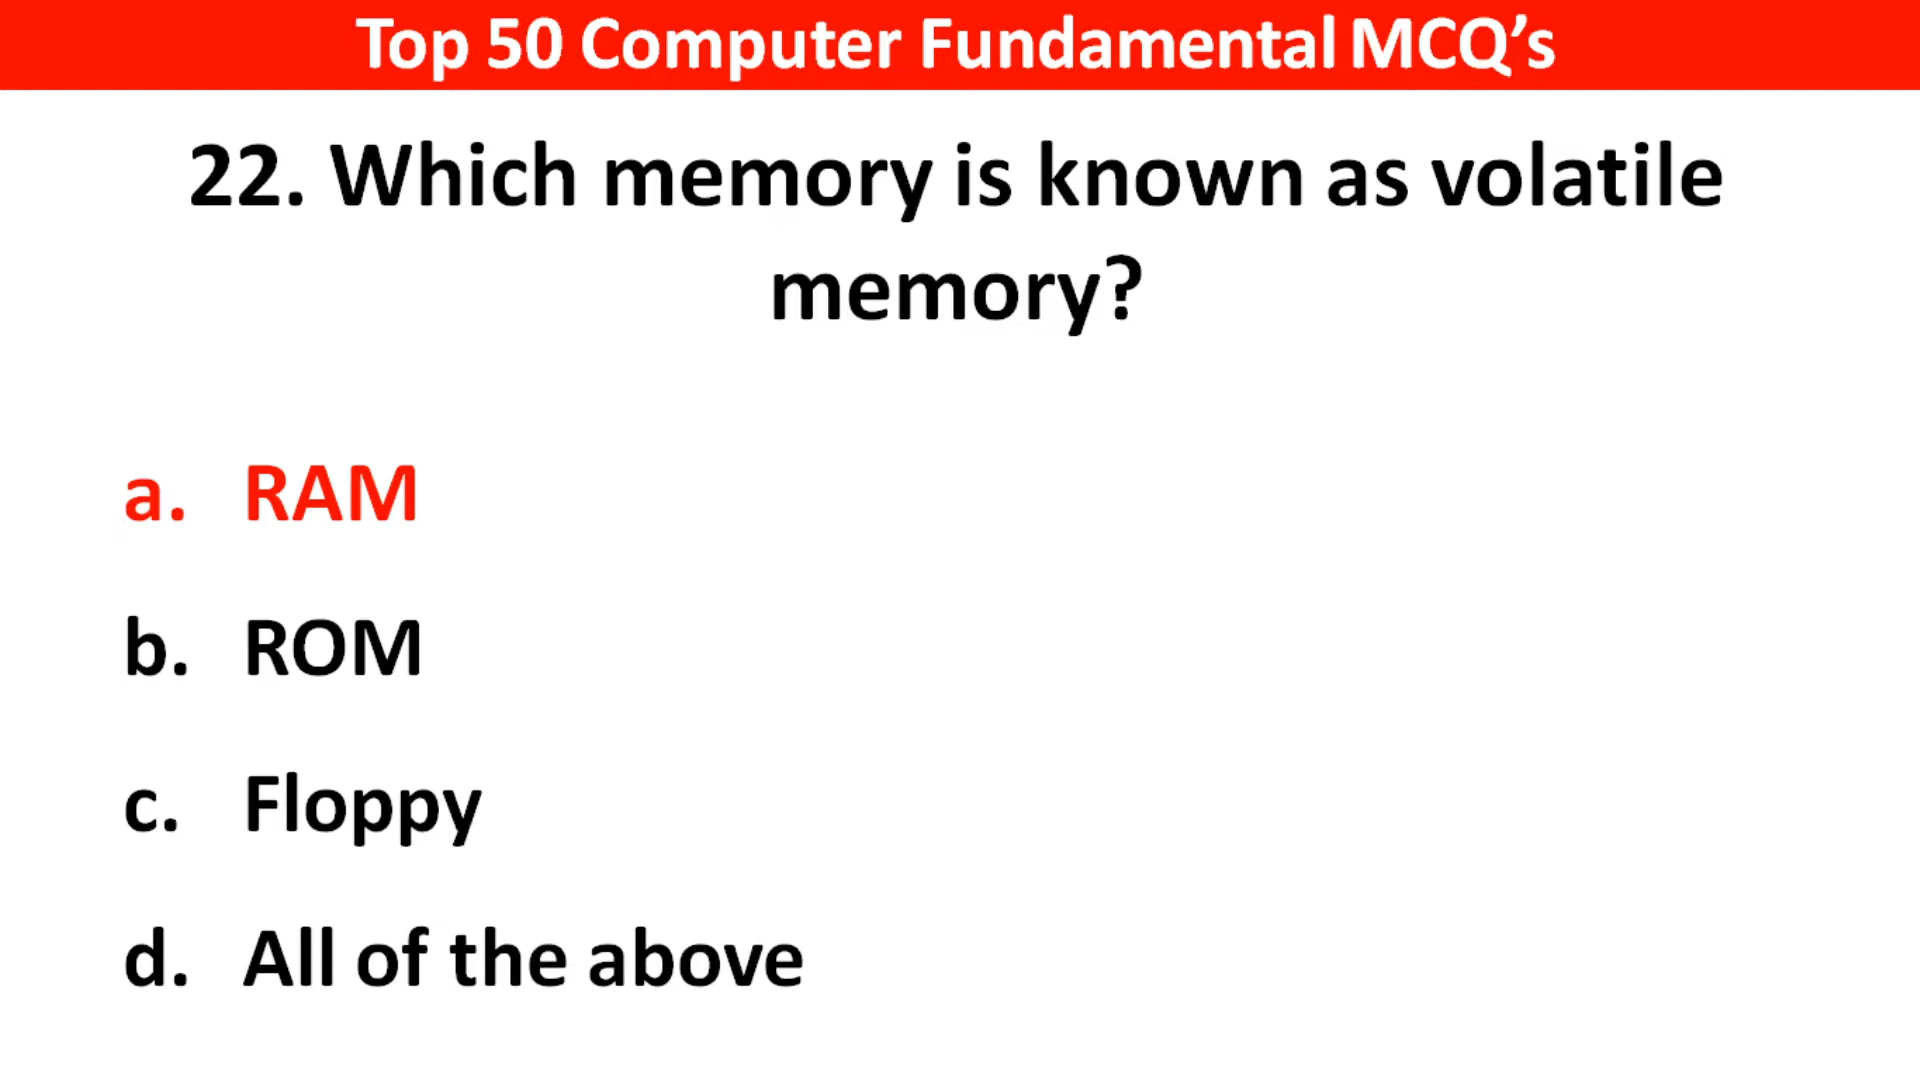 Top 50 Computer Fundamental MCQ’s
22. Which memory is known as volatile
memory?
a. RAM
b. ROM
c. Floppy
d. All of the above